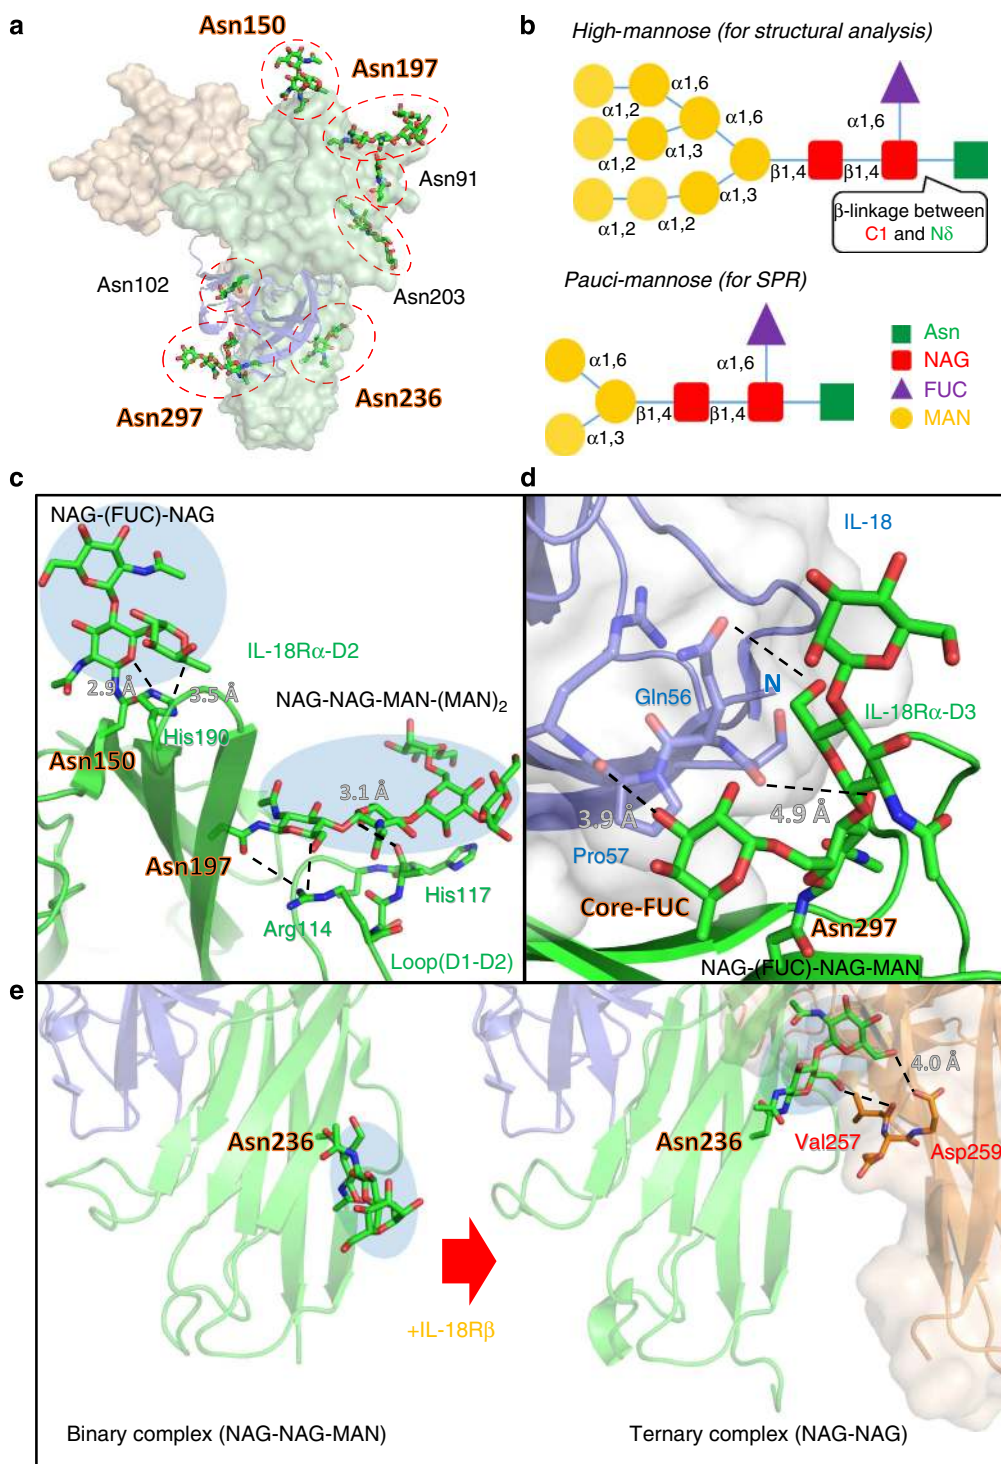 a
Asn150
Asn197
Asn91
Asn102
Asn203
Asn297
Asn236
b
High-mannose (for structural analysis)
α1,6
α1,2
α1,6
α1,6
α1,2
α1,3
β1,4
β1,4
α1,3
α1,2
α1,2
β-linkage between
C1 and Nδ
Pauci-mannose (for SPR)
α1,6
α1,6
β1,4
β1,4
α1,3
Asn
NAG
FUC
MAN
c
NAG-(FUC)-NAG
IL-18Rα-D2
2.9 Å
3.5 Å
NAG-NAG-MAN-(MAN)2
His190
Asn150
3.1 Å
Asn197
His117
Arg114
Loop(D1-D2)
d
IL-18
N
Gln56
IL-18Rα-D3
3.9 Å
4.9 Å
Pro57
Core-FUC
Asn297
NAG-(FUC)-NAG-MAN
e
Asn236
+IL-18Rβ
Binary complex (NAG-NAG-MAN)
4.0 Å
Asn236
Val257
Asp259
Ternary complex (NAG-NAG)